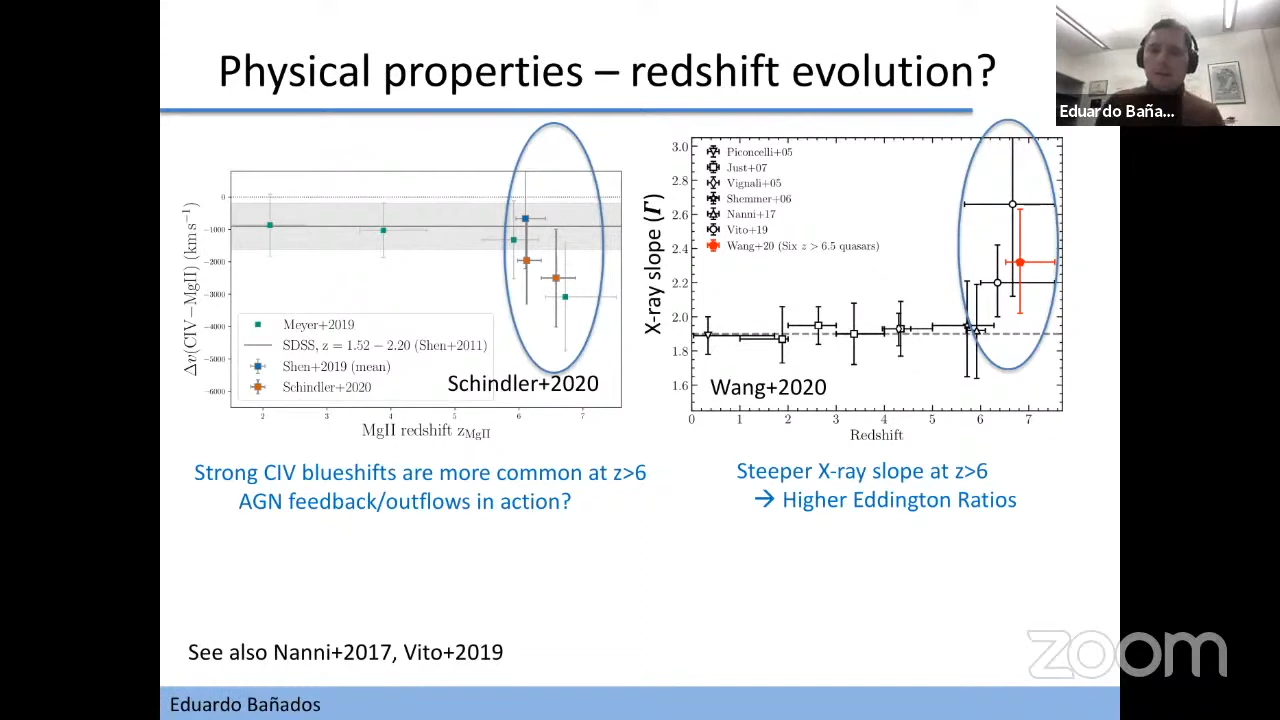 Physical properties – redshift evolution?
Eduardo Baña...
Δv(CIV−MgII) (km s⁻¹)
0
−1000
−2000
−3000
−4000
−5000
−6000
Meyer+2019
SDSS, z = 1.52 − 2.20 (Shen+2011)
Shen+2019 (mean)
Schindler+2020
Schindler+2020
2 3 4 5 6 7
MgII redshift zMgII
X-ray slope (Γ)
3.0
2.8
2.6
2.4
2.2
2.0
1.8
1.6
Piconcelli+05
Just+07
Vignali+05
Shemmer+06
Nanni+17
Vito+19
Wang+20 (Six z > 6.5 quasars)
Wang+2020
0 1 2 3 4 5 6 7
Redshift
Strong CIV blueshifts are more common at z>6
AGN feedback/outflows in action?
Steeper X-ray slope at z>6
→ Higher Eddington Ratios
See also Nanni+2017, Vito+2019
zoom
Eduardo Bañados